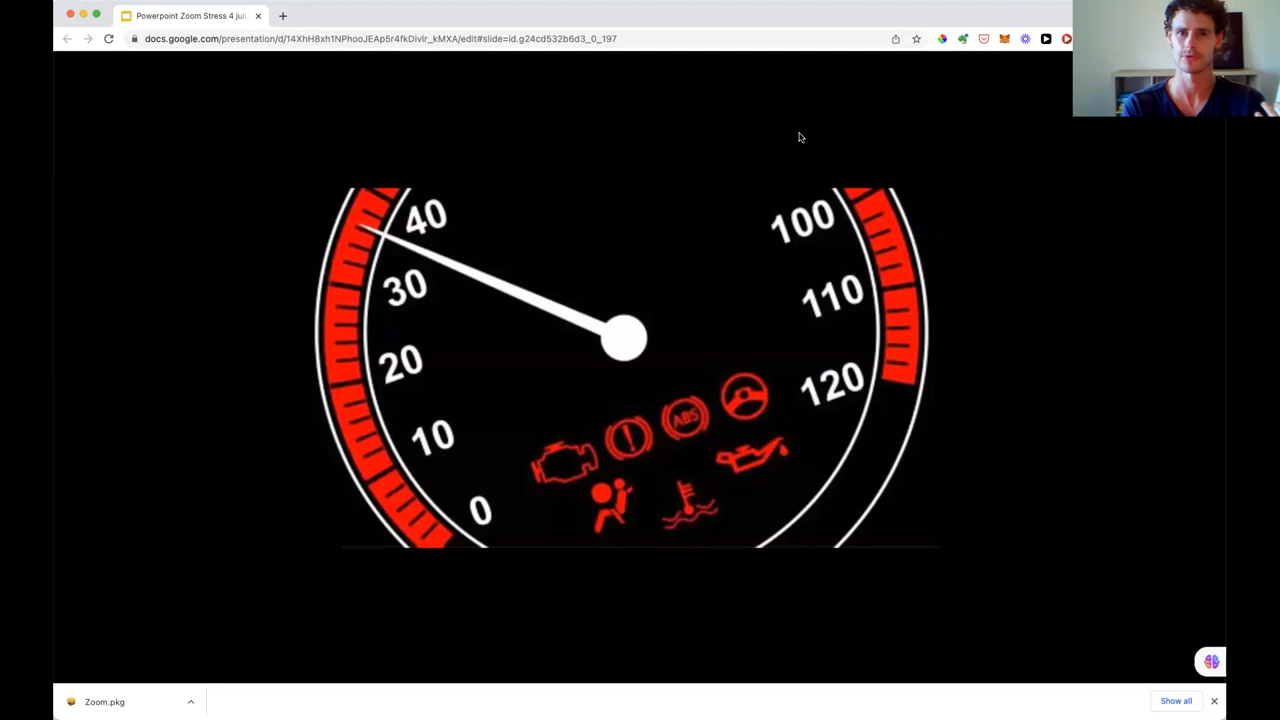 Powerpoint Zoom Stress 4 juli
docs.google.com/presentation/d/14XhH8xh1NPhooJEAp5r4fkDivlr_kMXA/edit#slide=id.g24cd532b6d3_0_197
40
100
30
110
20
120
ABS
10
0
Zoom.pkg
Show all